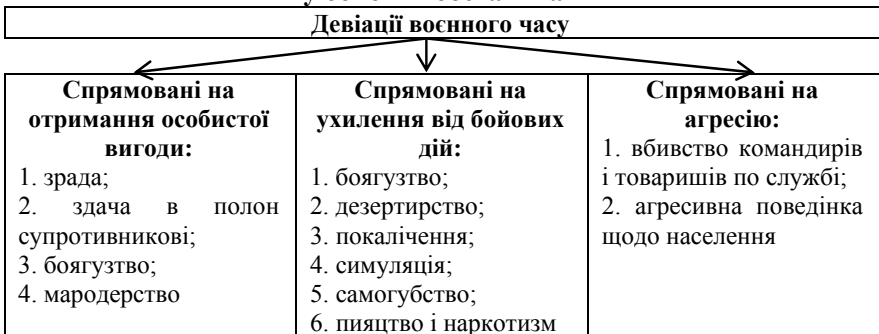 Девіації воєнного часу
Спрямовані на
отримання особистої
вигоди:
1. зрада;
2. здача в полон
супротивникові;
3. боягузтво;
4. мародерство
Спрямовані на
ухилення від бойових
дій:
1. боягузтво;
2. дезертирство;
3. покалічення;
4. симуляція;
5. самогубство;
6. пияцтво і наркотизм
Спрямовані на
агресію:
1. вбивство командирів
і товаришів по службі;
2. агресивна поведінка
щодо населення